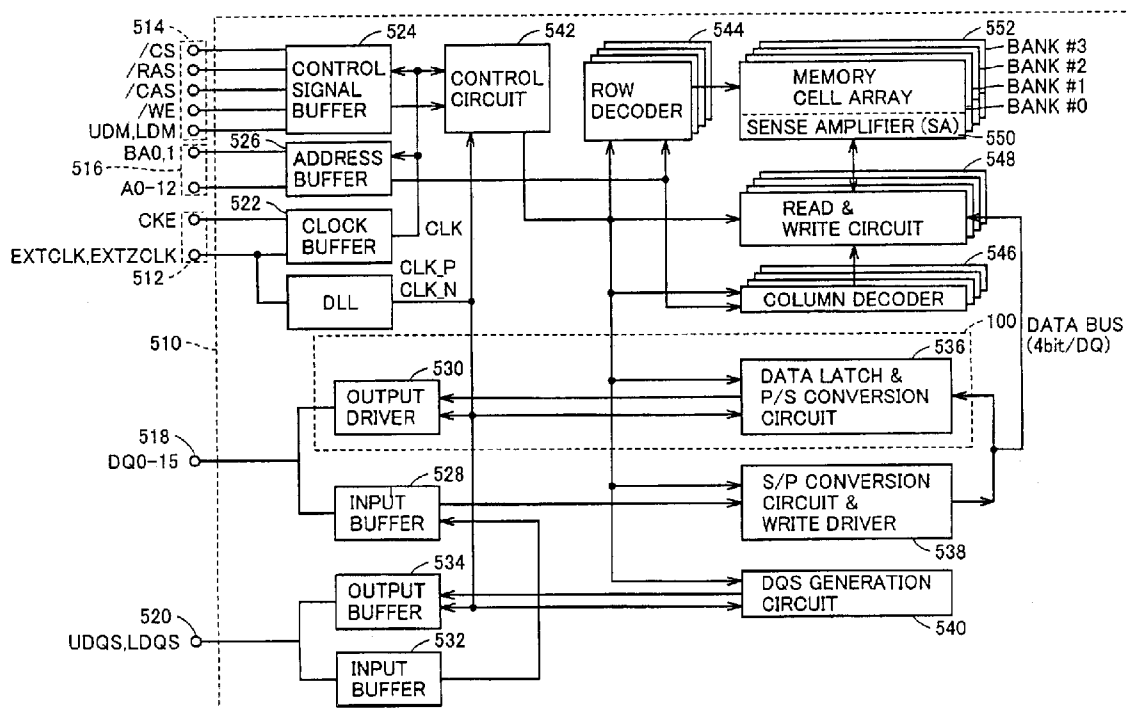 514
/CS
/RAS
/CAS
/WE
UDM,LDM
524
CONTROL
SIGNAL
BUFFER
542
CONTROL
CIRCUIT
544
ROW
DECODER
552
MEMORY
CELL ARRAY
SENSE AMPLIFIER (SA)
550
BANK #3
BANK #2
BANK #1
BANK #0
516
BA0,1
A0-12
526
ADDRESS
BUFFER
548
READ &
WRITE CIRCUIT
CKE
EXTCLK,EXTZCLK
512
522
CLOCK
BUFFER
CLK
DLL
CLK_P
CLK_N
546
COLUMN DECODER
DATA BUS
(4bit/DQ)
510
100
530
OUTPUT
DRIVER
536
DATA LATCH &
P/S CONVERSION
CIRCUIT
518
DQ0-15
528
INPUT
BUFFER
S/P CONVERSION
CIRCUIT &
WRITE DRIVER
538
534
OUTPUT
BUFFER
DQS GENERATION
CIRCUIT
540
520
UDQS,LDQS
532
INPUT
BUFFER